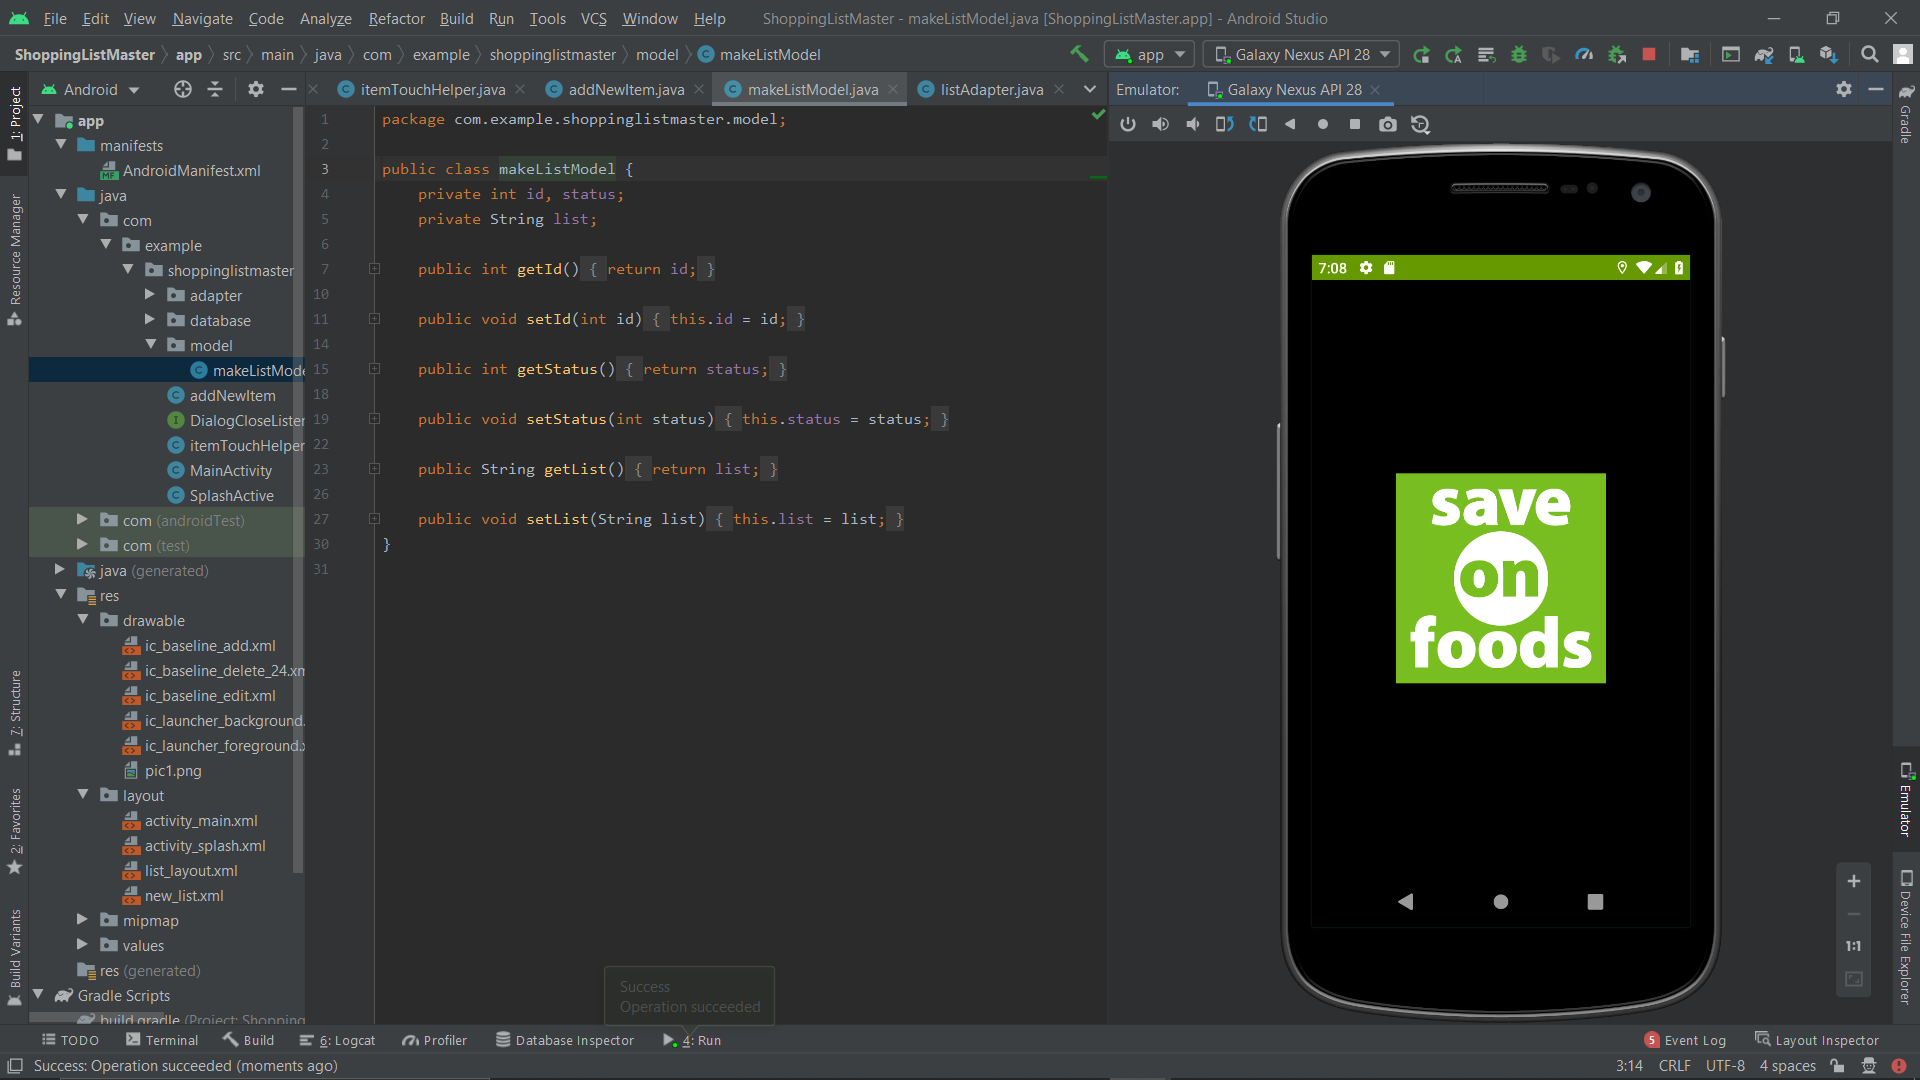 File Edit View Navigate Code Analyze Refactor Build Run Tools VCS Window Help ShoppingListMaster - makeListModel.java [ShoppingListMaster.app] - Android Studio
ShoppingListMaster app src main java com example shoppinglistmaster model makeListModel app Galaxy Nexus API 28
Android itemTouchHelper.java addNewItem.java makeListModel.java listAdapter.java Emulator: Galaxy Nexus API 28
1: Project
Resource Manager
7: Structure
2: Favorites
Build Variants
app
manifests
AndroidManifest.xml
java
com
example
shoppinglistmaster
adapter
database
model
makeListMode
addNewItem
DialogCloseLister
itemTouchHelper
MainActivity
SplashActive
com (androidTest)
com (test)
java (generated)
res
drawable
ic_baseline_add.xml
ic_baseline_delete_24.xm
ic_baseline_edit.xml
ic_launcher_background.
ic_launcher_foreground.x
pic1.png
layout
activity_main.xml
activity_splash.xml
list_layout.xml
new_list.xml
mipmap
values
res (generated)
Gradle Scripts
build.gradle (Project: Shopping
1 package com.example.shoppinglistmaster.model;
2
3 public class makeListModel {
4 private int id, status;
5 private String list;
6
7 public int getId() { return id; }
10
11 public void setId(int id) { this.id = id; }
14
15 public int getStatus() { return status; }
18
19 public void setStatus(int status) { this.status = status; }
22
23 public String getList() { return list; }
26
27 public void setList(String list) { this.list = list; }
30 }
31
Success
Operation succeeded
7:08
save
on
foods
1:1
Gradle
Emulator
Device File Explorer
TODO Terminal Build 6: Logcat Profiler Database Inspector 4: Run 5 Event Log Layout Inspector
Success: Operation succeeded (moments ago) 3:14 CRLF UTF-8 4 spaces